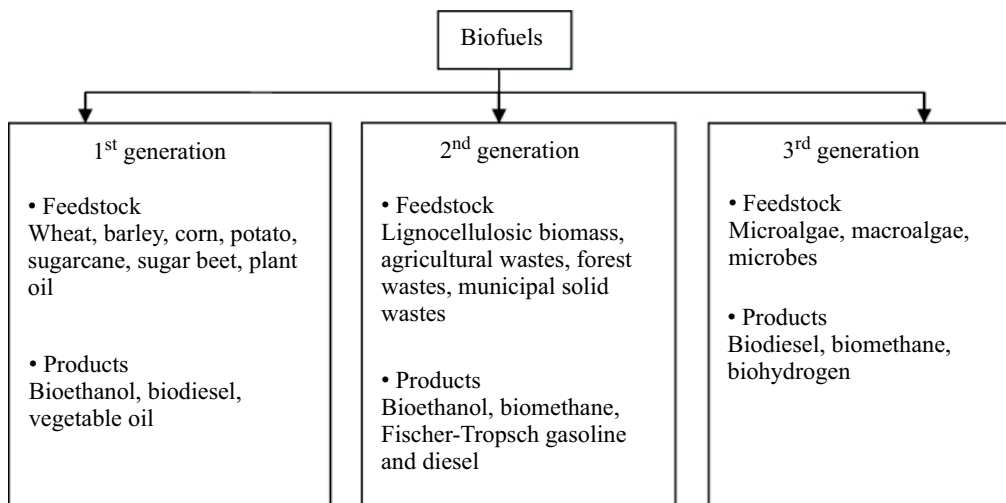 Biofuels
1st generation
• Feedstock
Wheat, barley, corn, potato,
sugarcane, sugar beet, plant
oil
• Products
Bioethanol, biodiesel,
vegetable oil
2nd generation
• Feedstock
Lignocellulosic biomass,
agricultural wastes, forest
wastes, municipal solid
wastes
• Products
Bioethanol, biomethane,
Fischer-Tropsch gasoline
and diesel
3rd generation
• Feedstock
Microalgae, macroalgae,
microbes
• Products
Biodiesel, biomethane,
biohydrogen